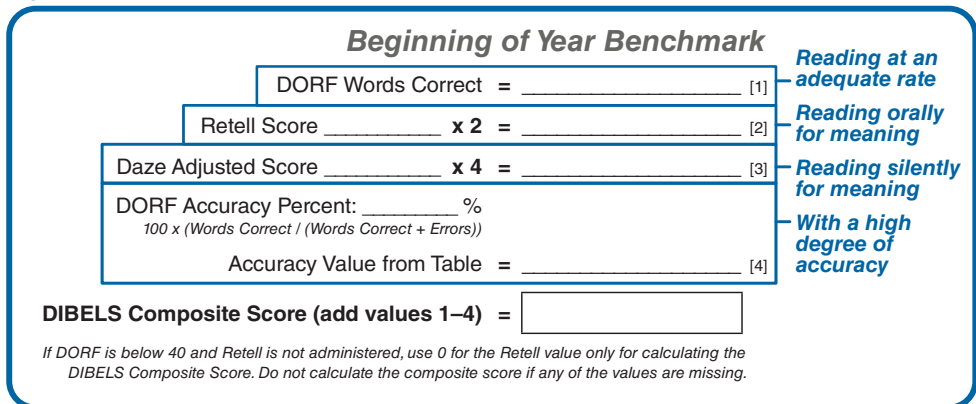 Beginning of Year Benchmark
DORF Words Correct = ____________________ [1]
Reading at an
adequate rate
Retell Score ___________ x 2 = ____________________ [2]
Reading orally
for meaning
Daze Adjusted Score ___________ x 4 = ____________________ [3]
Reading silently
for meaning
DORF Accuracy Percent: _________ %
100 x (Words Correct / (Words Correct + Errors))
With a high
degree of
accuracy
Accuracy Value from Table = ____________________ [4]
DIBELS Composite Score (add values 1–4) =
If DORF is below 40 and Retell is not administered, use 0 for the Retell value only for calculating the
DIBELS Composite Score. Do not calculate the composite score if any of the values are missing.